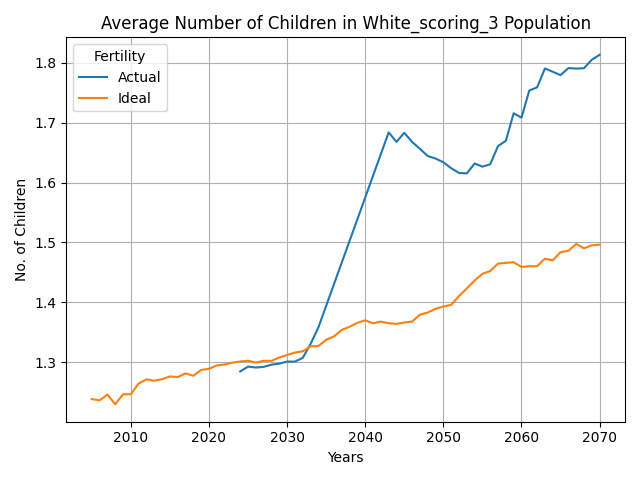 Average Number of Children in White_scoring_3 Population
Fertility
Actual
Ideal
1.8
1.7
1.6
1.5
1.4
1.3
No. of Children
2010 2020 2030 2040 2050 2060 2070
Years